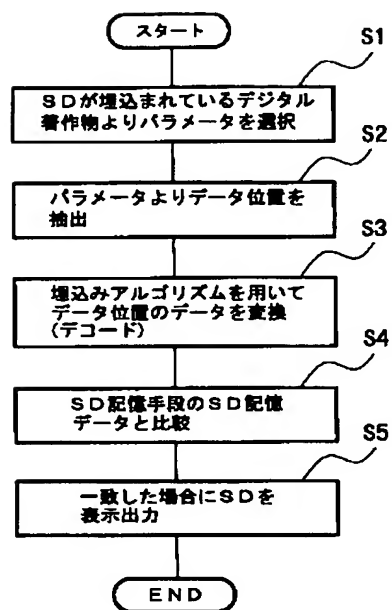 スタート
S1
SDが埋込まれているデジタル
著作物よりパラメータを選択
S2
パラメータよりデータ位置を
抽出
S3
埋込みアルゴリズムを用いて
データ位置のデータを変換
(デコード)
S4
SD記憶手段のSD記憶
データと比較
S5
一致した場合にSDを
表示出力
END